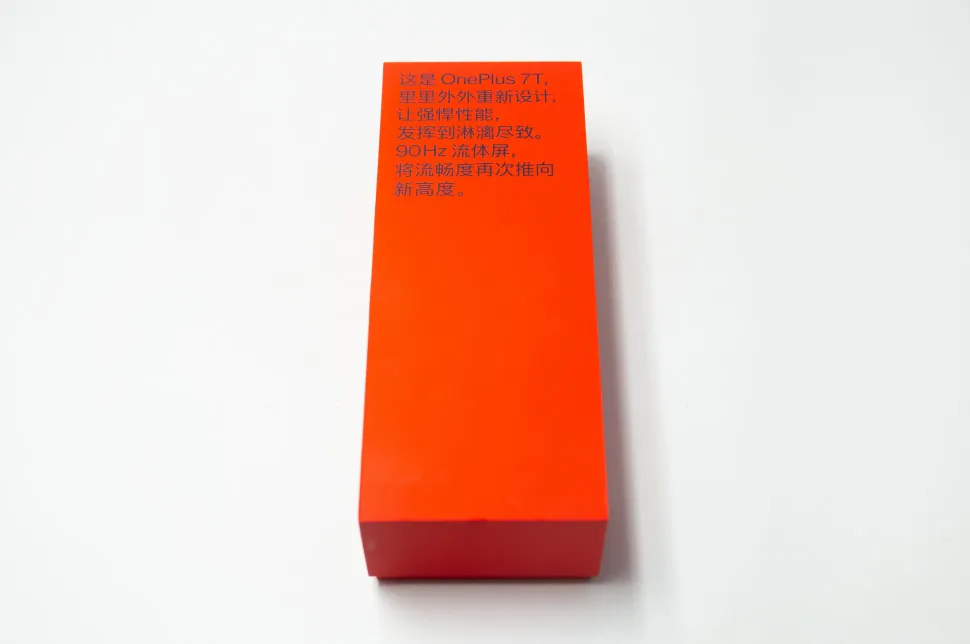 这是 OnePlus 7T,
里里外外重新设计,
让强悍性能,
发挥到淋漓尽致。
90Hz 流体屏,
将流畅度再次推向
新高度。